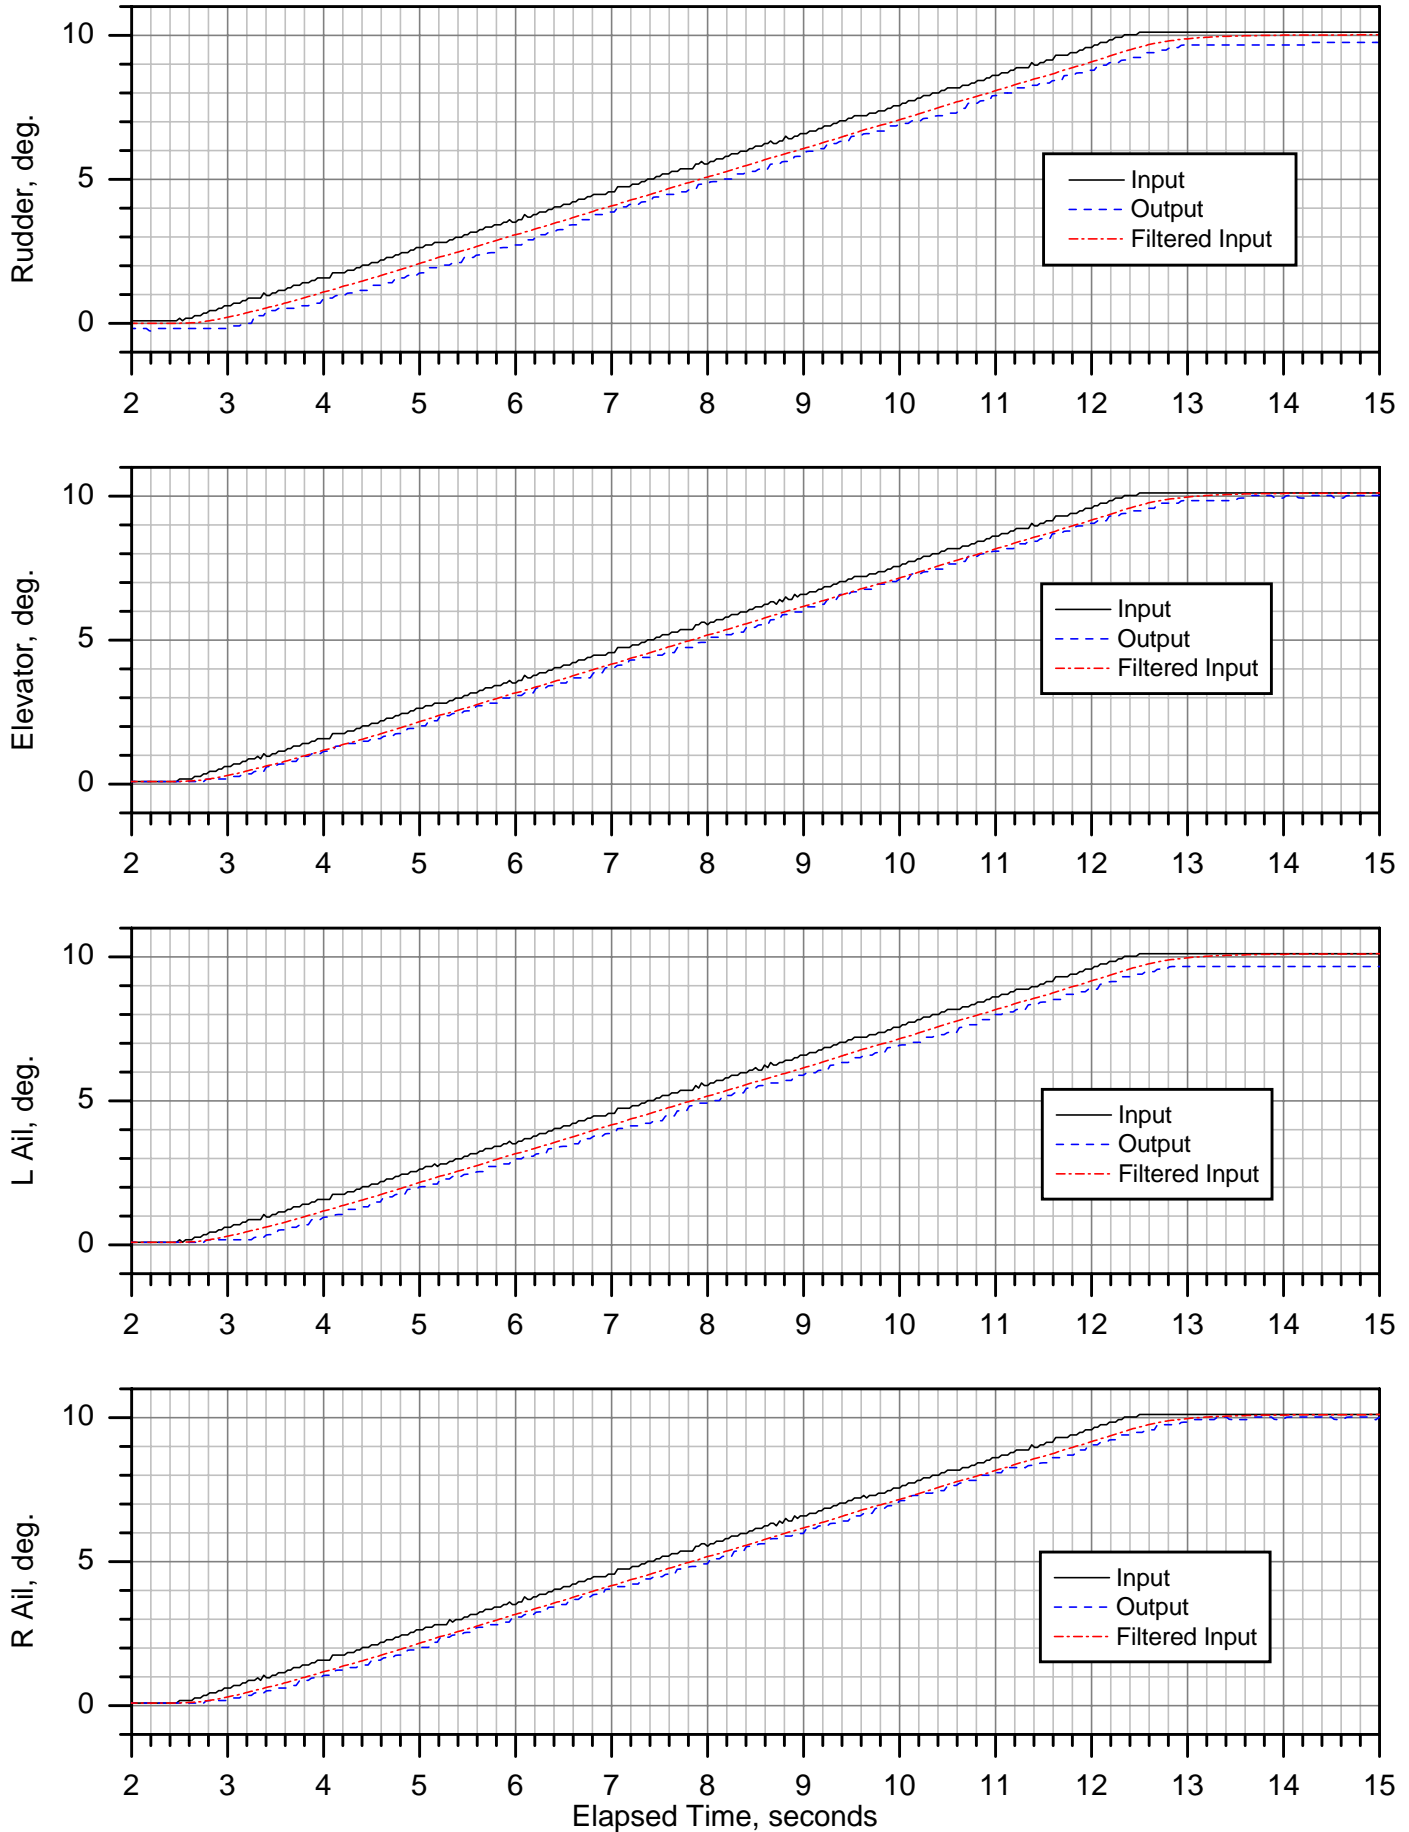 Rudder, deg.
10
5
0
Input
Output
Filtered Input
2 3 4 5 6 7 8 9 10 11 12 13 14 15
Elevator, deg.
10
5
0
Input
Output
Filtered Input
2 3 4 5 6 7 8 9 10 11 12 13 14 15
L Ail, deg.
10
5
0
Input
Output
Filtered Input
2 3 4 5 6 7 8 9 10 11 12 13 14 15
R Ail, deg.
10
5
0
Input
Output
Filtered Input
2 3 4 5 6 7 8 9 10 11 12 13 14 15
Elapsed Time, seconds